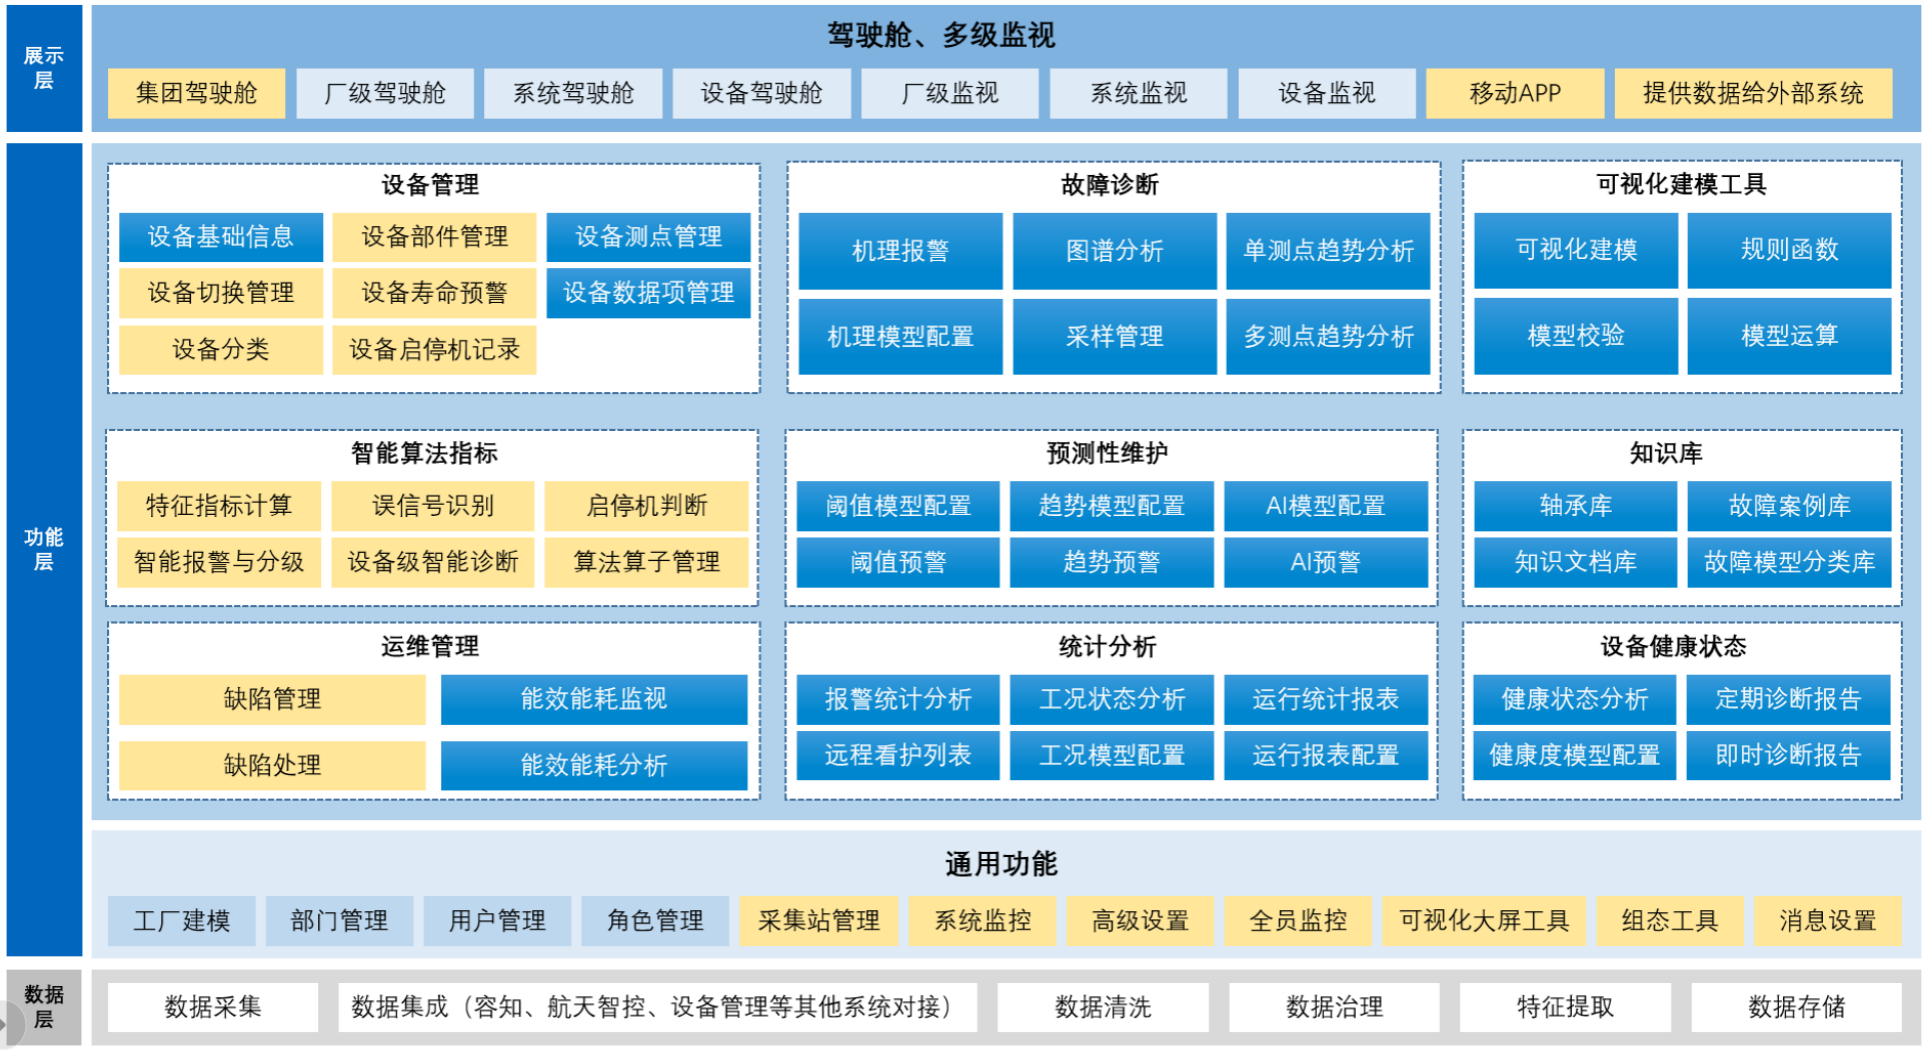 展示
层
驾驶舱、多级监视
集团驾驶舱
厂级驾驶舱
系统驾驶舱
设备驾驶舱
厂级监视
系统监视
设备监视
移动APP
提供数据给外部系统
功能
层
设备管理
设备基础信息
设备部件管理
设备测点管理
设备切换管理
设备寿命预警
设备数据项管理
设备分类
设备启停机记录
故障诊断
机理报警
图谱分析
单测点趋势分析
机理模型配置
采样管理
多测点趋势分析
可视化建模工具
可视化建模
规则函数
模型校验
模型运算
智能算法指标
特征指标计算
误信号识别
启停机判断
智能报警与分级
设备级智能诊断
算法算子管理
预测性维护
阈值模型配置
趋势模型配置
AI模型配置
阈值预警
趋势预警
AI预警
知识库
轴承库
故障案例库
知识文档库
故障模型分类库
运维管理
缺陷管理
能效能耗监视
缺陷处理
能效能耗分析
统计分析
报警统计分析
工况状态分析
运行统计报表
远程看护列表
工况模型配置
运行报表配置
设备健康状态
健康状态分析
定期诊断报告
健康度模型配置
即时诊断报告
通用功能
工厂建模
部门管理
用户管理
角色管理
采集站管理
系统监控
高级设置
全员监控
可视化大屏工具
组态工具
消息设置
数据
层
数据采集
数据集成（容知、航天智控、设备管理等其他系统对接）
数据清洗
数据治理
特征提取
数据存储